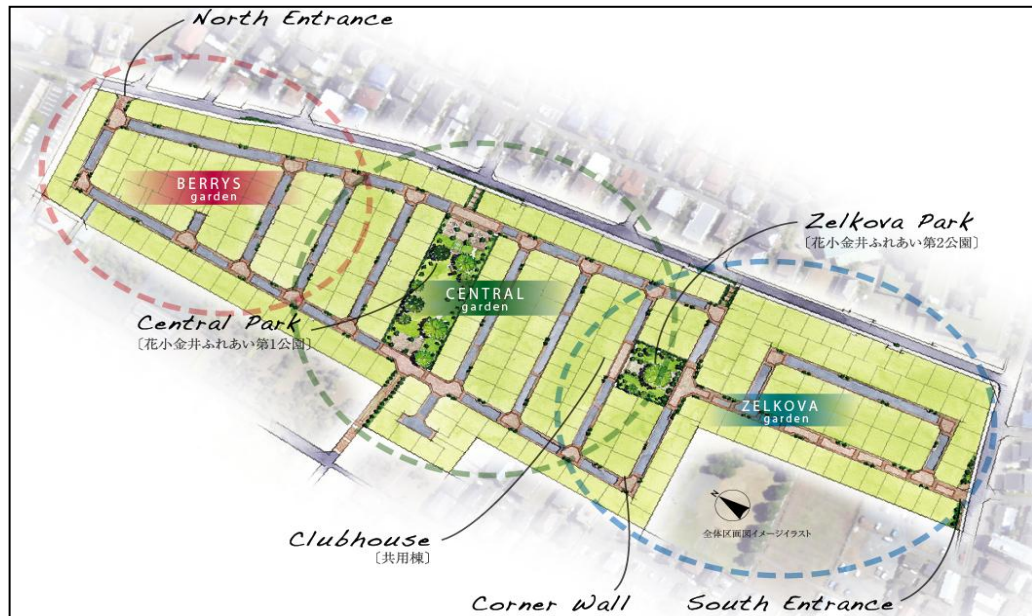 North Entrance
BERRYS
garden
Zelkova Park
〔花小金井ふれあい第2公園〕
CENTRAL
garden
Central Park
〔花小金井ふれあい第1公園〕
ZELKOVA
garden
N
全体区画図イメージイラスト
Clubhouse
〔共用棟〕
Corner Wall
South Entrance